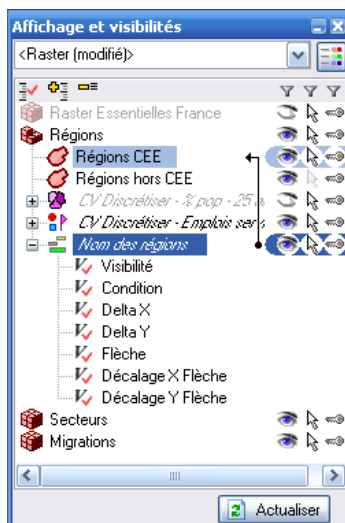 Affichage et visibilités
<Raster (modifié)>
Raster Essentielles France
Régions
Régions CEE
Régions hors CEE
CV Discrétiser - % pop - 25
CV Discrétiser - Emplois ser
Nom des régions
Visibilité
Condition
Delta X
Delta Y
Flèche
Décalage X Flèche
Décalage Y Flèche
Secteurs
Migrations
Actualiser